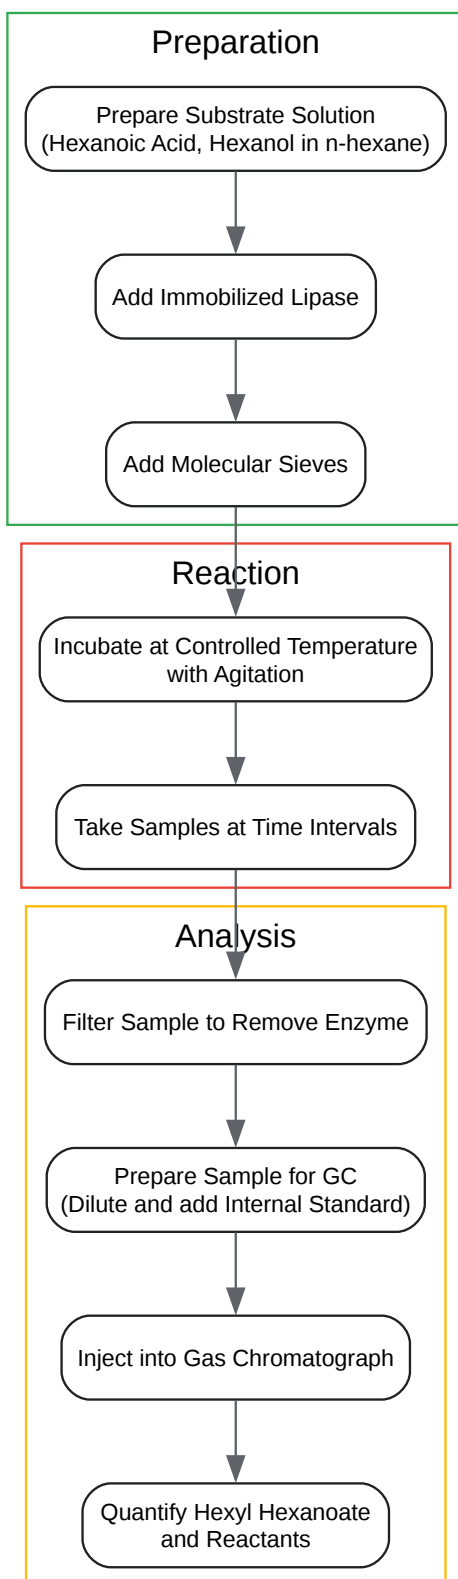 Preparation
Prepare Substrate Solution
(Hexanoic Acid, Hexanol in n-hexane)
Add Immobilized Lipase
Add Molecular Sieves
Reaction
Incubate at Controlled Temperature
with Agitation
Take Samples at Time Intervals
Analysis
Filter Sample to Remove Enzyme
Prepare Sample for GC
(Dilute and add Internal Standard)
Inject into Gas Chromatograph
Quantify Hexyl Hexanoate
and Reactants